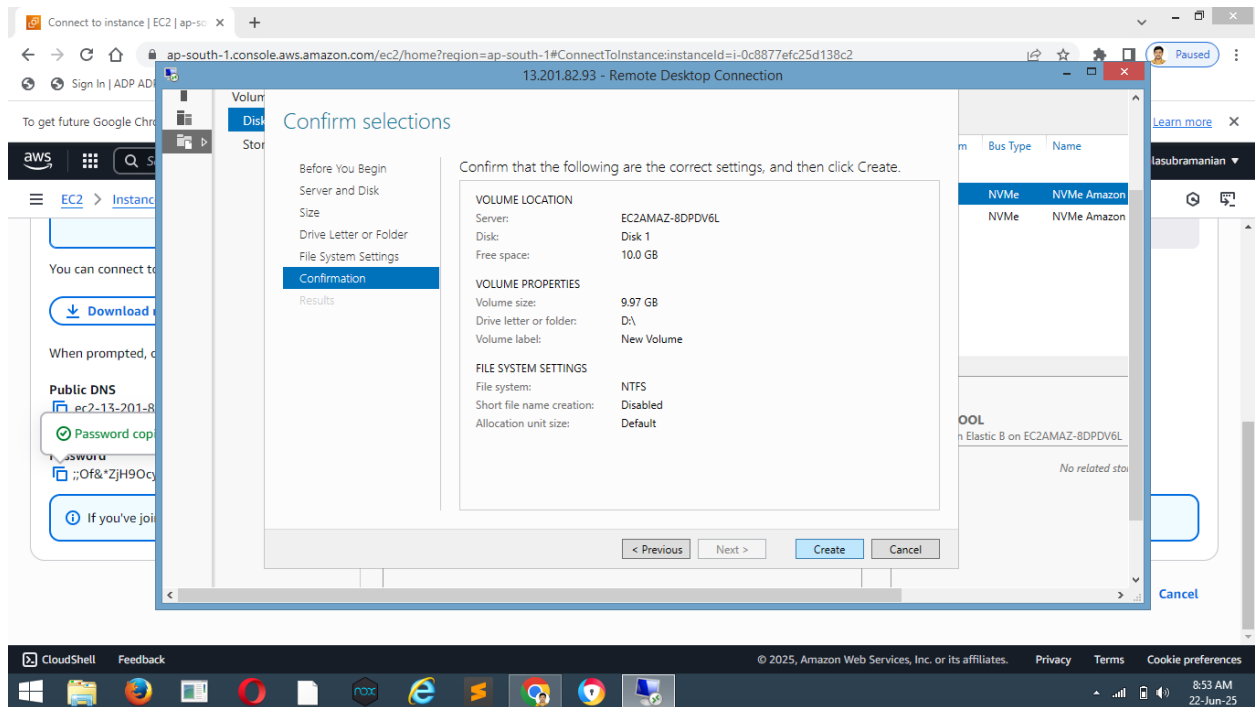 Connect to instance | EC2 | ap-so
ap-south-1.console.aws.amazon.com/ec2/home?region=ap-south-1#ConnectToInstance:instanceId=i-0c8877efc25d138c2
Paused
Sign In | ADP
13.201.82.93 - Remote Desktop Connection
To get future Google Chro
Learn more
aws
lasubramanian
EC2 > Instanc
You can connect to
Download
When prompted, c
Public DNS
ec2-13-201-8
Password copi
;;Of&*ZjH9Ocy
If you've joi
Volum
Disk
Stor
Confirm selections
Before You Begin
Server and Disk
Size
Drive Letter or Folder
File System Settings
Confirmation
Results
Confirm that the following are the correct settings, and then click Create.
VOLUME LOCATION
Server: EC2AMAZ-8DPDV6L
Disk: Disk 1
Free space: 10.0 GB
VOLUME PROPERTIES
Volume size: 9.97 GB
Drive letter or folder: D:\
Volume label: New Volume
FILE SYSTEM SETTINGS
File system: NTFS
Short file name creation: Disabled
Allocation unit size: Default
< Previous Next > Create Cancel
m Bus Type Name
NVMe NVMe Amazon
NVMe NVMe Amazon
OOL
n Elastic B on EC2AMAZ-8DPDV6L
No related stor
Cancel
CloudShell Feedback
© 2025, Amazon Web Services, Inc. or its affiliates. Privacy Terms Cookie preferences
nox
8:53 AM
22-Jun-25